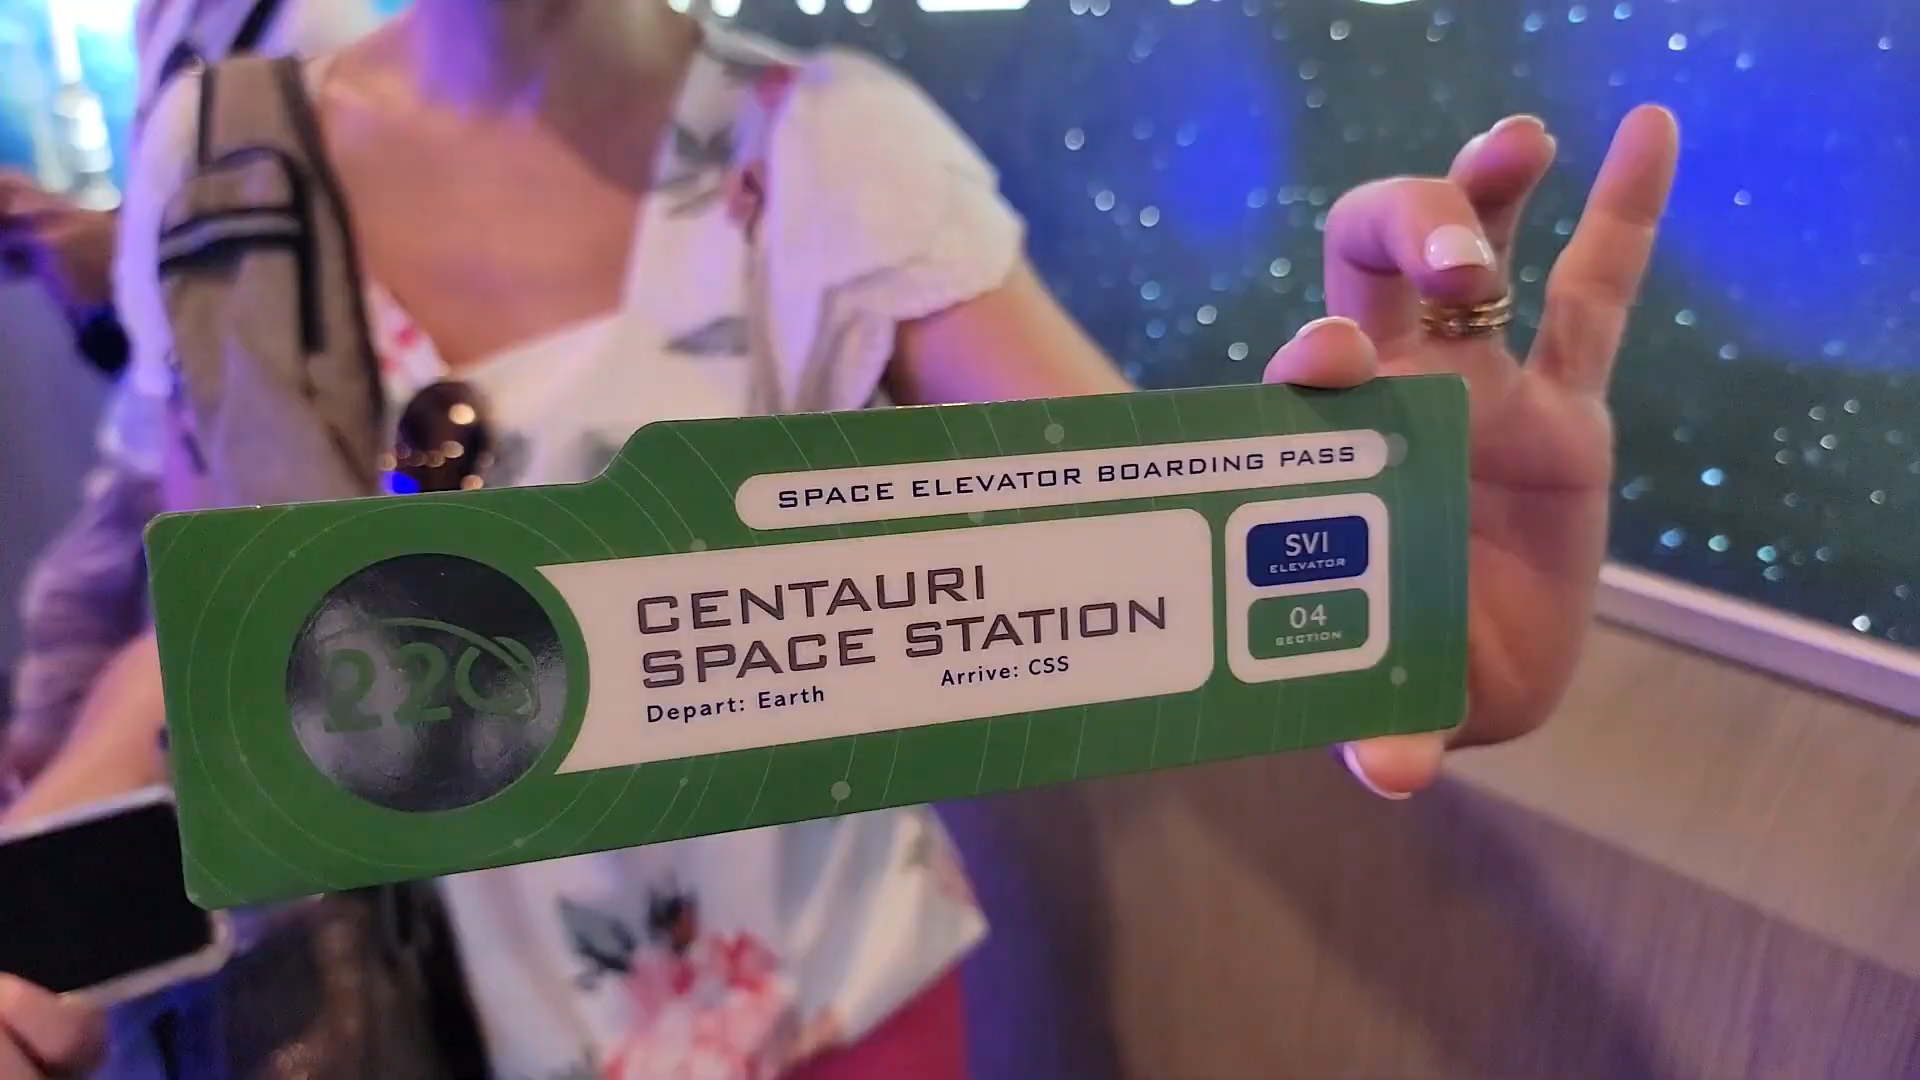 SPACE ELEVATOR BOARDING PASS
220
CENTAURI
SPACE STATION
Depart: Earth
Arrive: CSS
SVI
ELEVATOR
04
SECTION